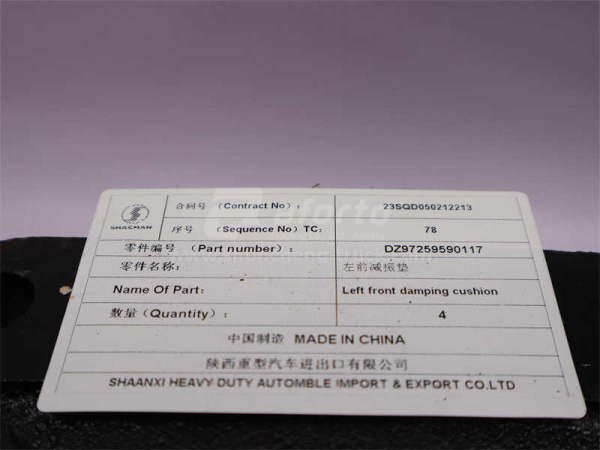 SHACMAN
合同号 (Contract No)： 23SQD050212213
序号 (Sequence No) TC: 78
零件编号 (Part number)： DZ97259590117
零件名称: 左前减振垫
Name Of Part: Left front damping cushion
数量 (Quantity)： 4
中国制造 MADE IN CHINA
陕西重型汽车进出口有限公司
SHAANXI HEAVY DUTY AUTOMBLE IMPORT & EXPORT CO.,LTD